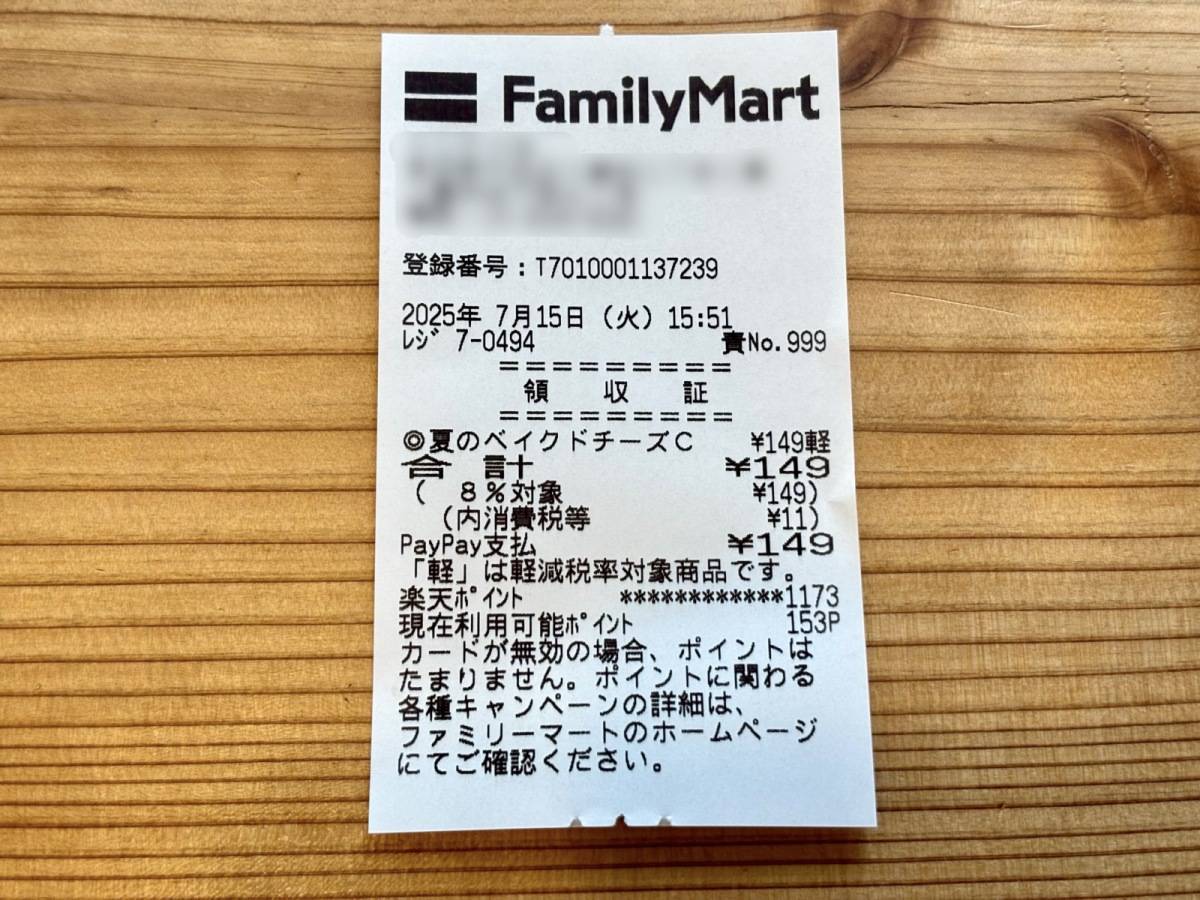 FamilyMart
登録番号：T7010001137239
2025年 7月15日（火）15:51
ﾚｼﾞ 7-0494 責No.999
＝＝＝＝＝＝＝＝＝
領 収 証
＝＝＝＝＝＝＝＝＝
◎夏のベイクドチーズＣ ¥149軽
合 計 ¥149
（ ８％対象 ¥149）
（内消費税等 ¥11）
PayPay支払 ¥149
「軽」は軽減税率対象商品です。
楽天ﾎﾟｲﾝﾄ ************1173
現在利用可能ﾎﾟｲﾝﾄ 153P
カードが無効の場合、ポイントは
たまりません。ポイントに関わる
各種キャンペーンの詳細は、
ファミリーマートのホームページ
にてご確認ください。